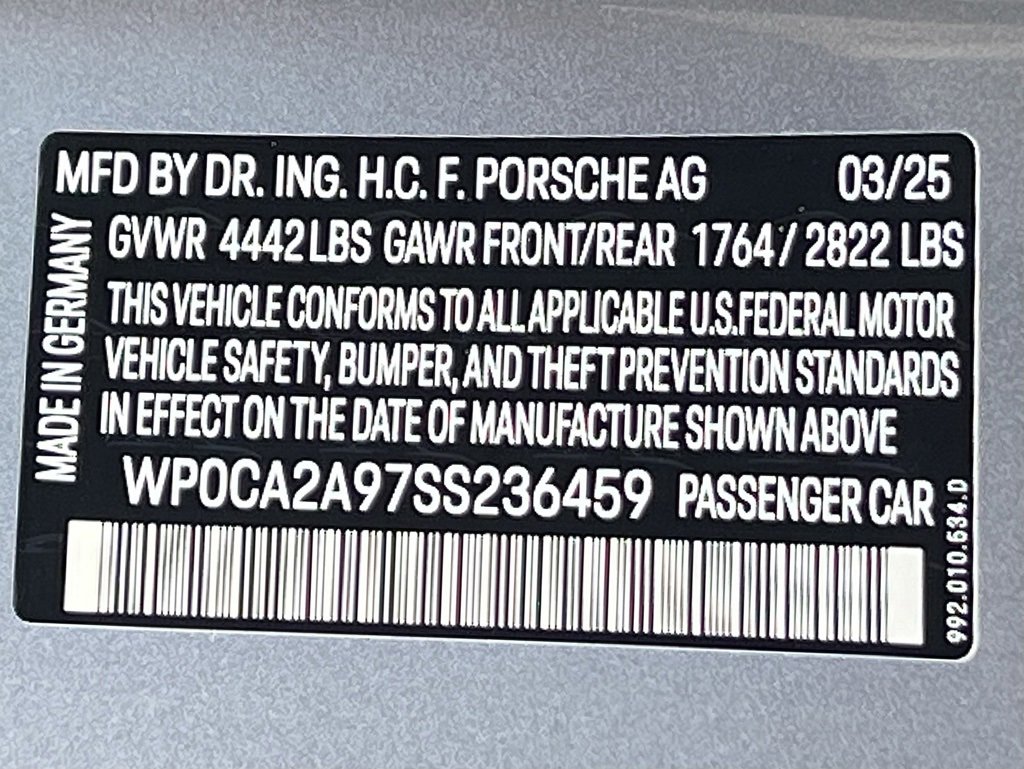 MFD BY DR. ING. H.C. F. PORSCHE AG 03/25
GVWR 4442 LBS GAWR FRONT/REAR 1764 / 2822 LBS
THIS VEHICLE CONFORMS TO ALL APPLICABLE U.S. FEDERAL MOTOR
VEHICLE SAFETY, BUMPER, AND THEFT PREVENTION STANDARDS
IN EFFECT ON THE DATE OF MANUFACTURE SHOWN ABOVE
WP0CA2A97SS236459 PASSENGER CAR
MADE IN GERMANY
992.010.634.D